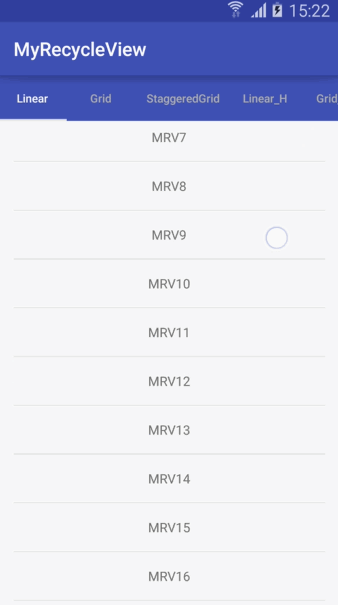 15:22
MyRecycleView
Linear Grid StaggeredGrid Linear_H Grid
MRV7
MRV8
MRV9
MRV10
MRV11
MRV12
MRV13
MRV14
MRV15
MRV16